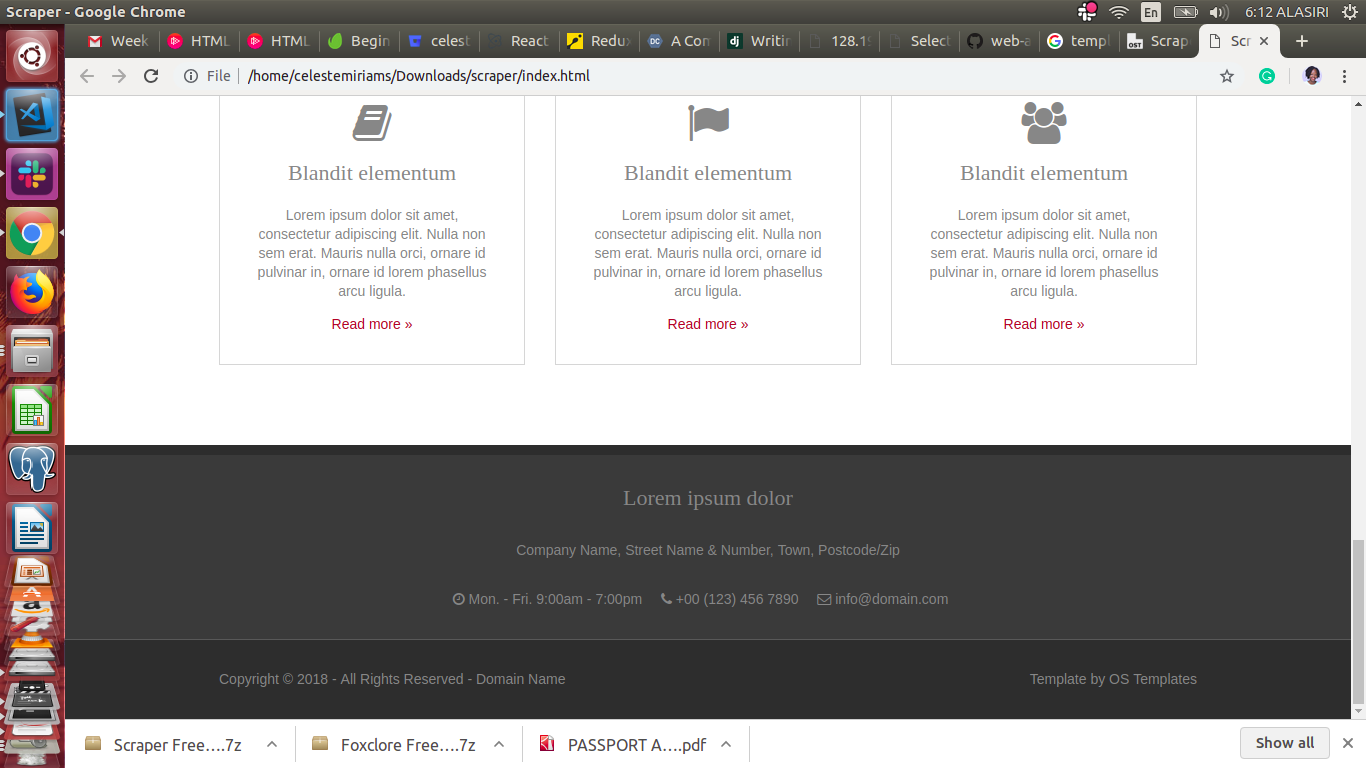 Scraper - Google Chrome
En
6:12 ALASIRI
Week
HTML
HTML
Begin
celest
React
Redux
DC
A Com
dj
Writin
128.19
Select
web-a
templ
OST
Scrap
Scr
File
/home/celestemiriams/Downloads/scraper/index.html
Blandit elementum
Lorem ipsum dolor sit amet,
consectetur adipiscing elit. Nulla non
sem erat. Mauris nulla orci, ornare id
pulvinar in, ornare id lorem phasellus
arcu ligula.
Read more »
Blandit elementum
Lorem ipsum dolor sit amet,
consectetur adipiscing elit. Nulla non
sem erat. Mauris nulla orci, ornare id
pulvinar in, ornare id lorem phasellus
arcu ligula.
Read more »
Blandit elementum
Lorem ipsum dolor sit amet,
consectetur adipiscing elit. Nulla non
sem erat. Mauris nulla orci, ornare id
pulvinar in, ornare id lorem phasellus
arcu ligula.
Read more »
Lorem ipsum dolor
Company Name, Street Name & Number, Town, Postcode/Zip
Mon. - Fri. 9:00am - 7:00pm
+00 (123) 456 7890
info@domain.com
Copyright © 2018 - All Rights Reserved - Domain Name
Template by OS Templates
Scraper Free....7z
Foxclore Free....7z
PASSPORT A....pdf
Show all